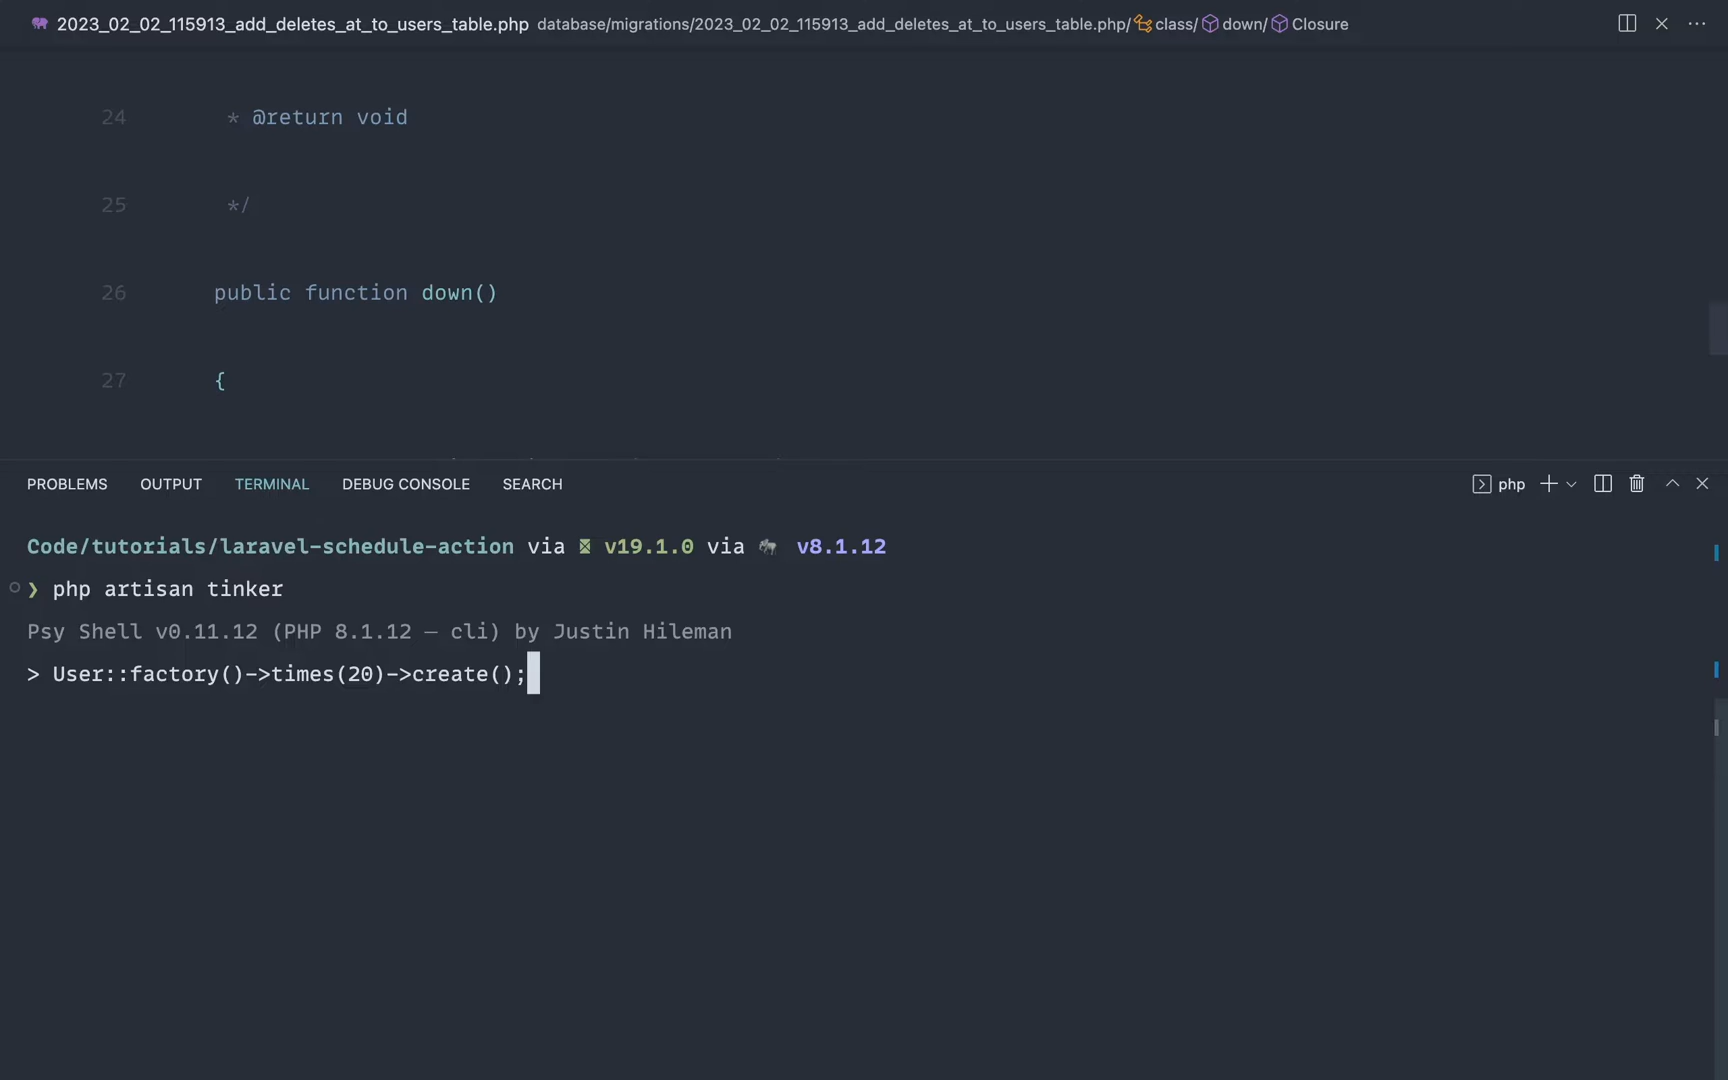 2023_02_02_115913_add_deletes_at_to_users_table.php database/migrations/2023_02_02_115913_add_deletes_at_to_users_table.php/ class/ down/ Closure
24 * @return void
25 */
26 public function down()
27 {
PROBLEMS OUTPUT TERMINAL DEBUG CONSOLE SEARCH php
Code/tutorials/laravel-schedule-action via v19.1.0 via v8.1.12
❯ php artisan tinker
Psy Shell v0.11.12 (PHP 8.1.12 — cli) by Justin Hileman
> User::factory()->times(20)->create();